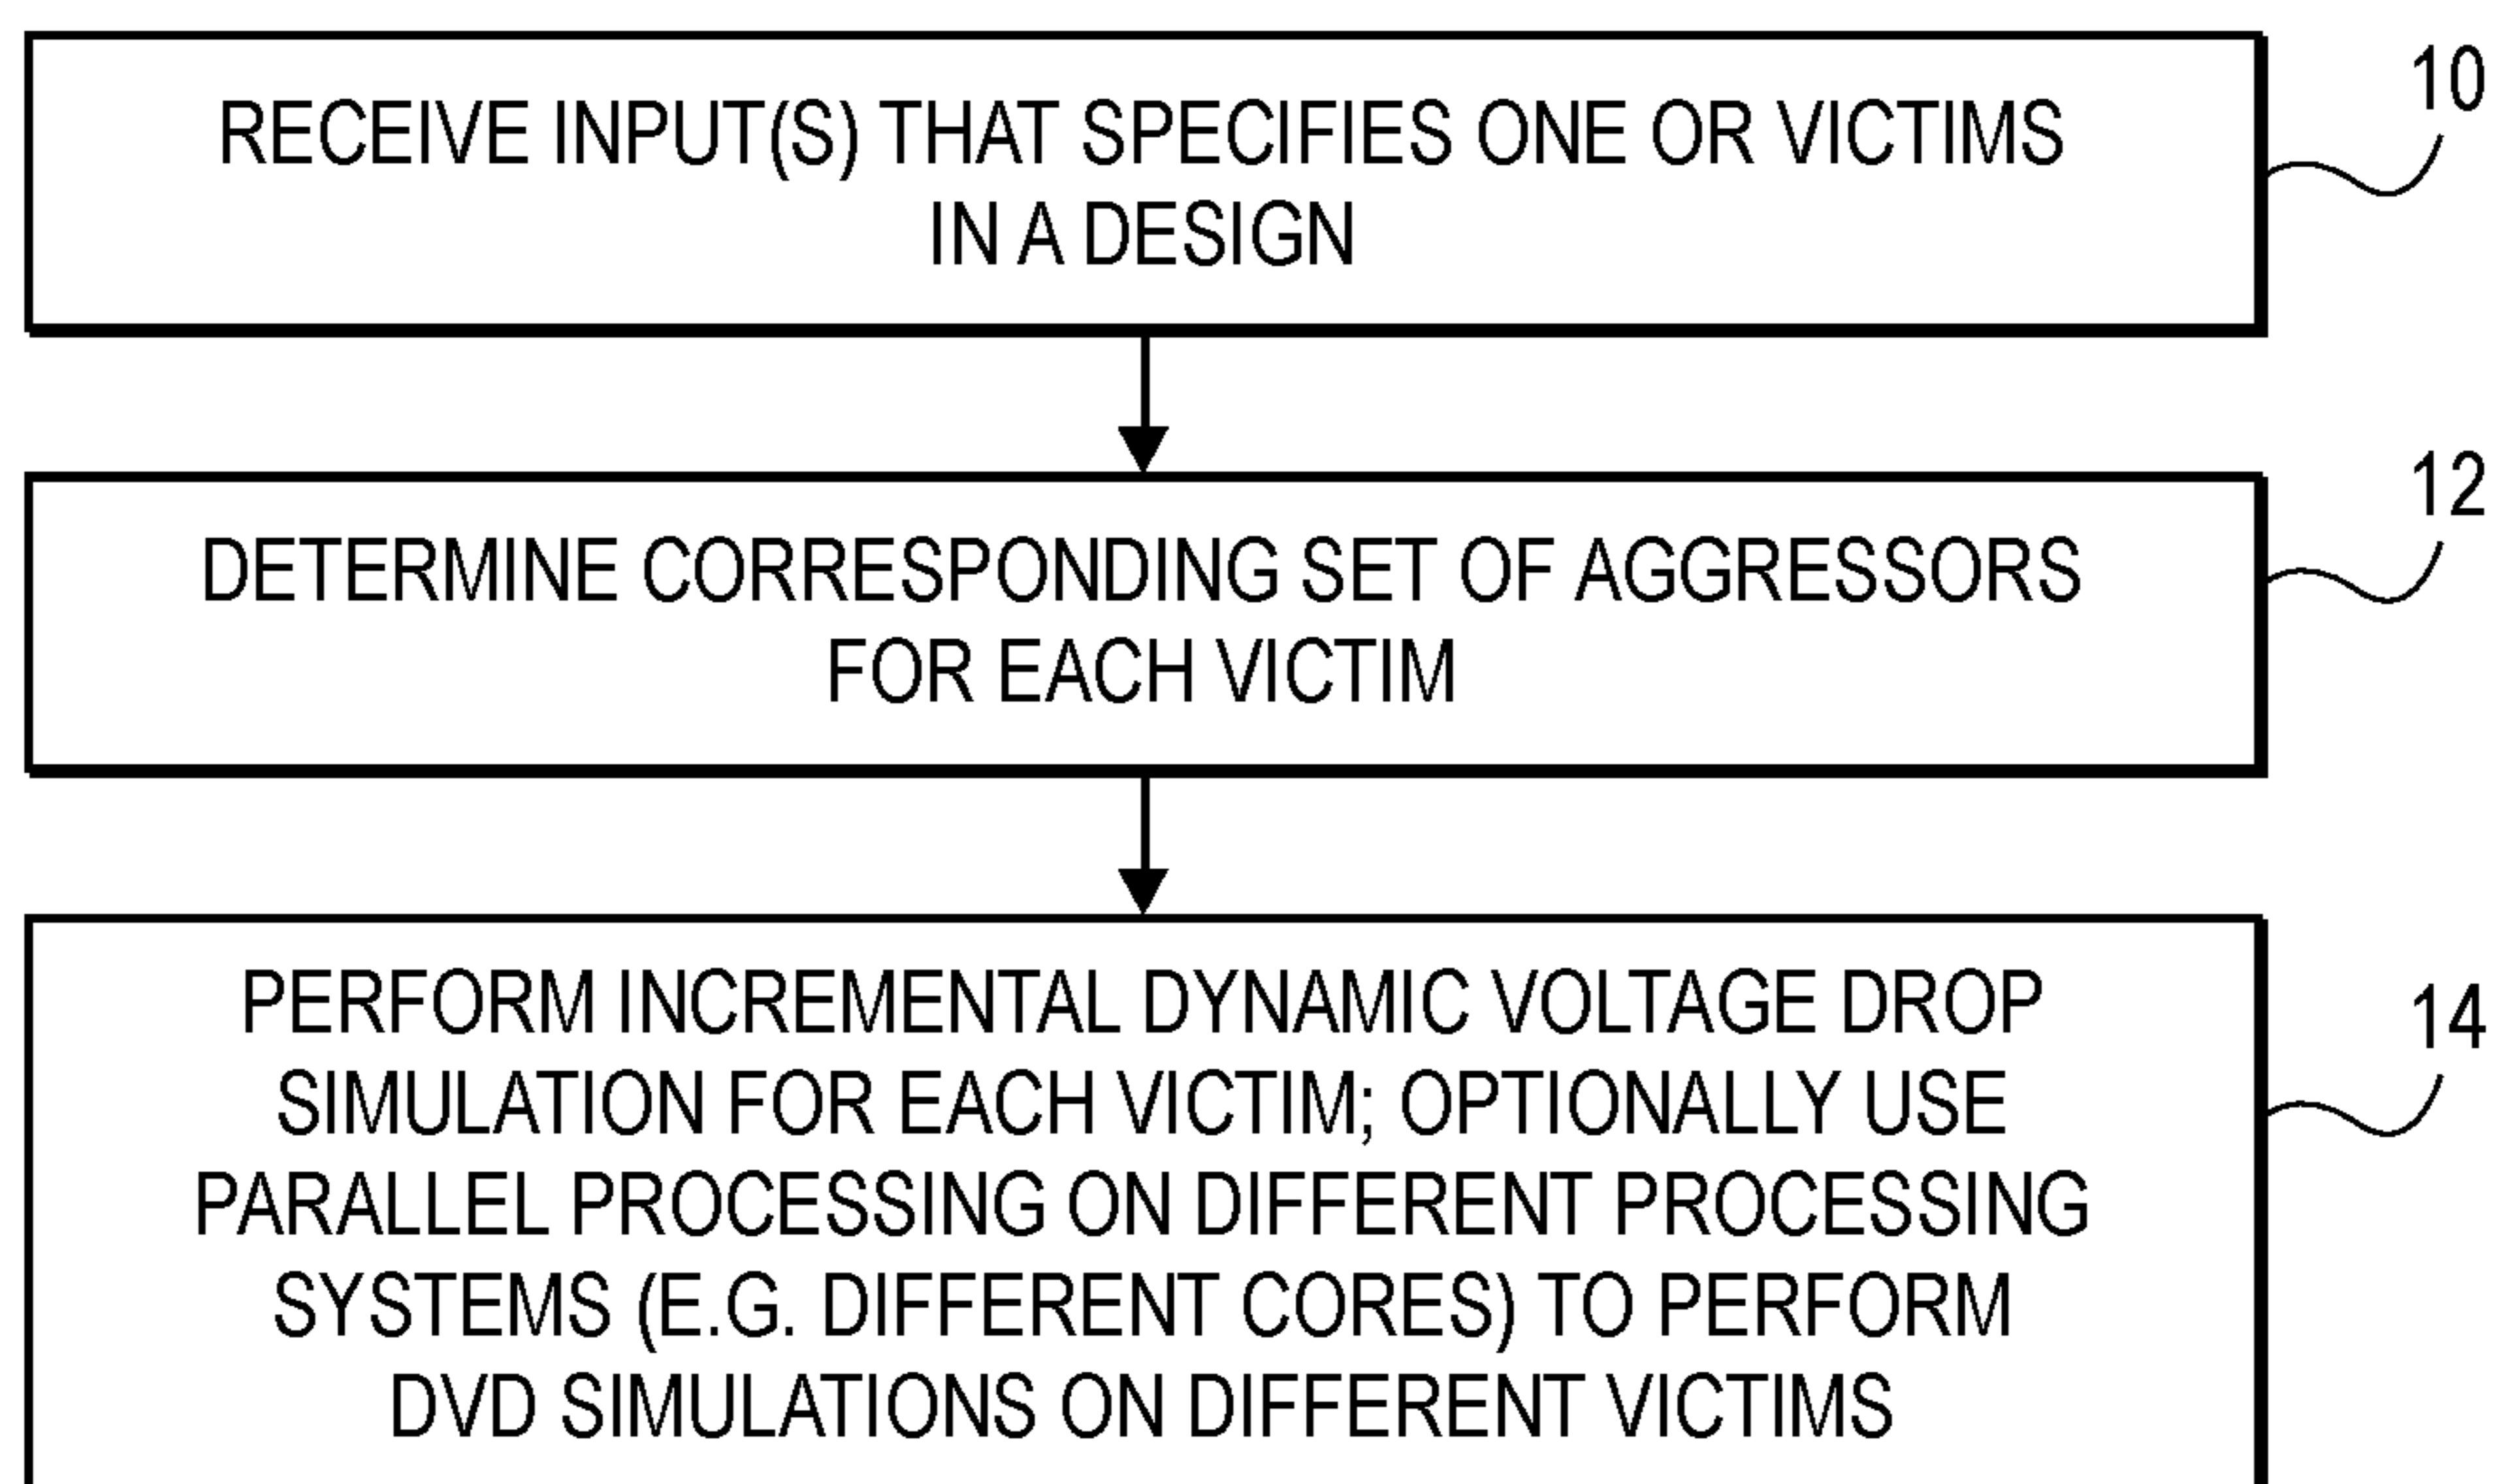 RECEIVE INPUT(S) THAT SPECIFIES ONE OR VICTIMS
IN A DESIGN
10
DETERMINE CORRESPONDING SET OF AGGRESSORS
FOR EACH VICTIM
12
PERFORM INCREMENTAL DYNAMIC VOLTAGE DROP
SIMULATION FOR EACH VICTIM; OPTIONALLY USE
PARALLEL PROCESSING ON DIFFERENT PROCESSING
SYSTEMS (E.G. DIFFERENT CORES) TO PERFORM
DVD SIMULATIONS ON DIFFERENT VICTIMS
14